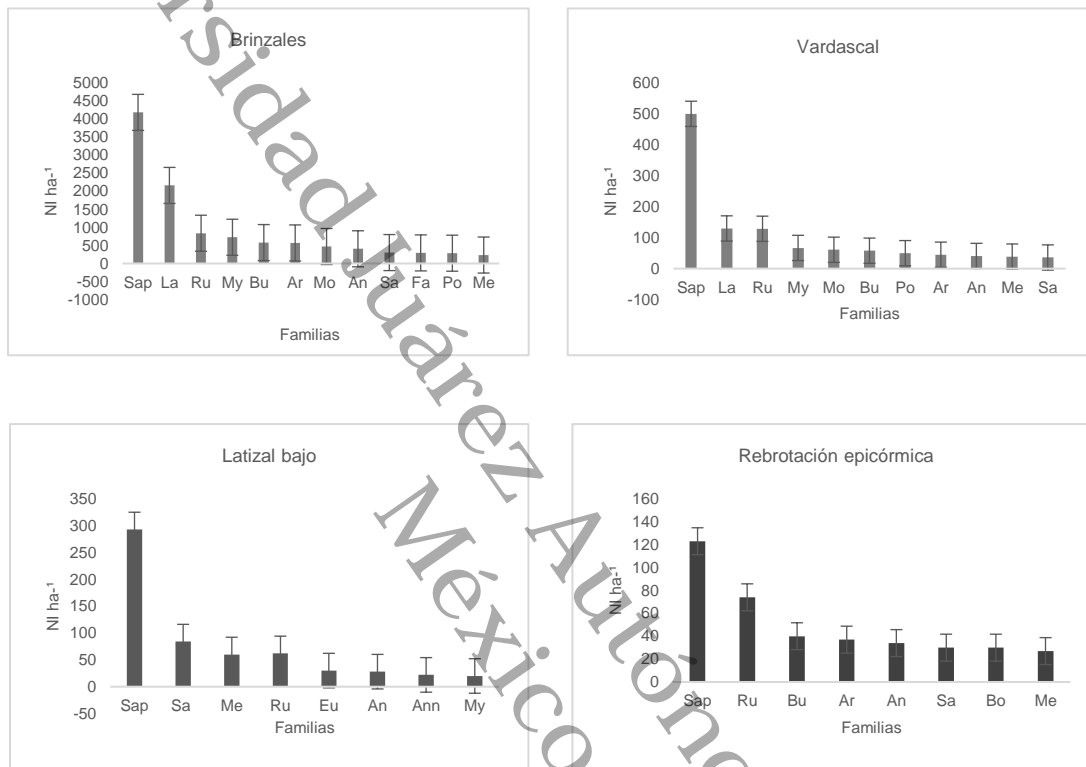 Brinzales
NI ha-¹
5000
4500
4000
3500
3000
2500
2000
1500
1000
500
0
-500
-1000
Sap La Ru My Bu Ar Mo An Sa Fa Po Me
Familias
Vardascal
NI ha-¹
600
500
400
300
200
100
0
-100
Sap La Ru My Mo Bu Po Ar An Me Sa
Familias
Latizal bajo
NI ha-¹
350
300
250
200
150
100
50
0
-50
Sap Sa Me Ru Eu An Ann My
Familias
Rebrotación epicórmica
NI ha-¹
160
140
120
100
80
60
40
20
0
Sap Ru Bu Ar An Sa Bo Me
Familias
rsidad Juárez Autóno
México